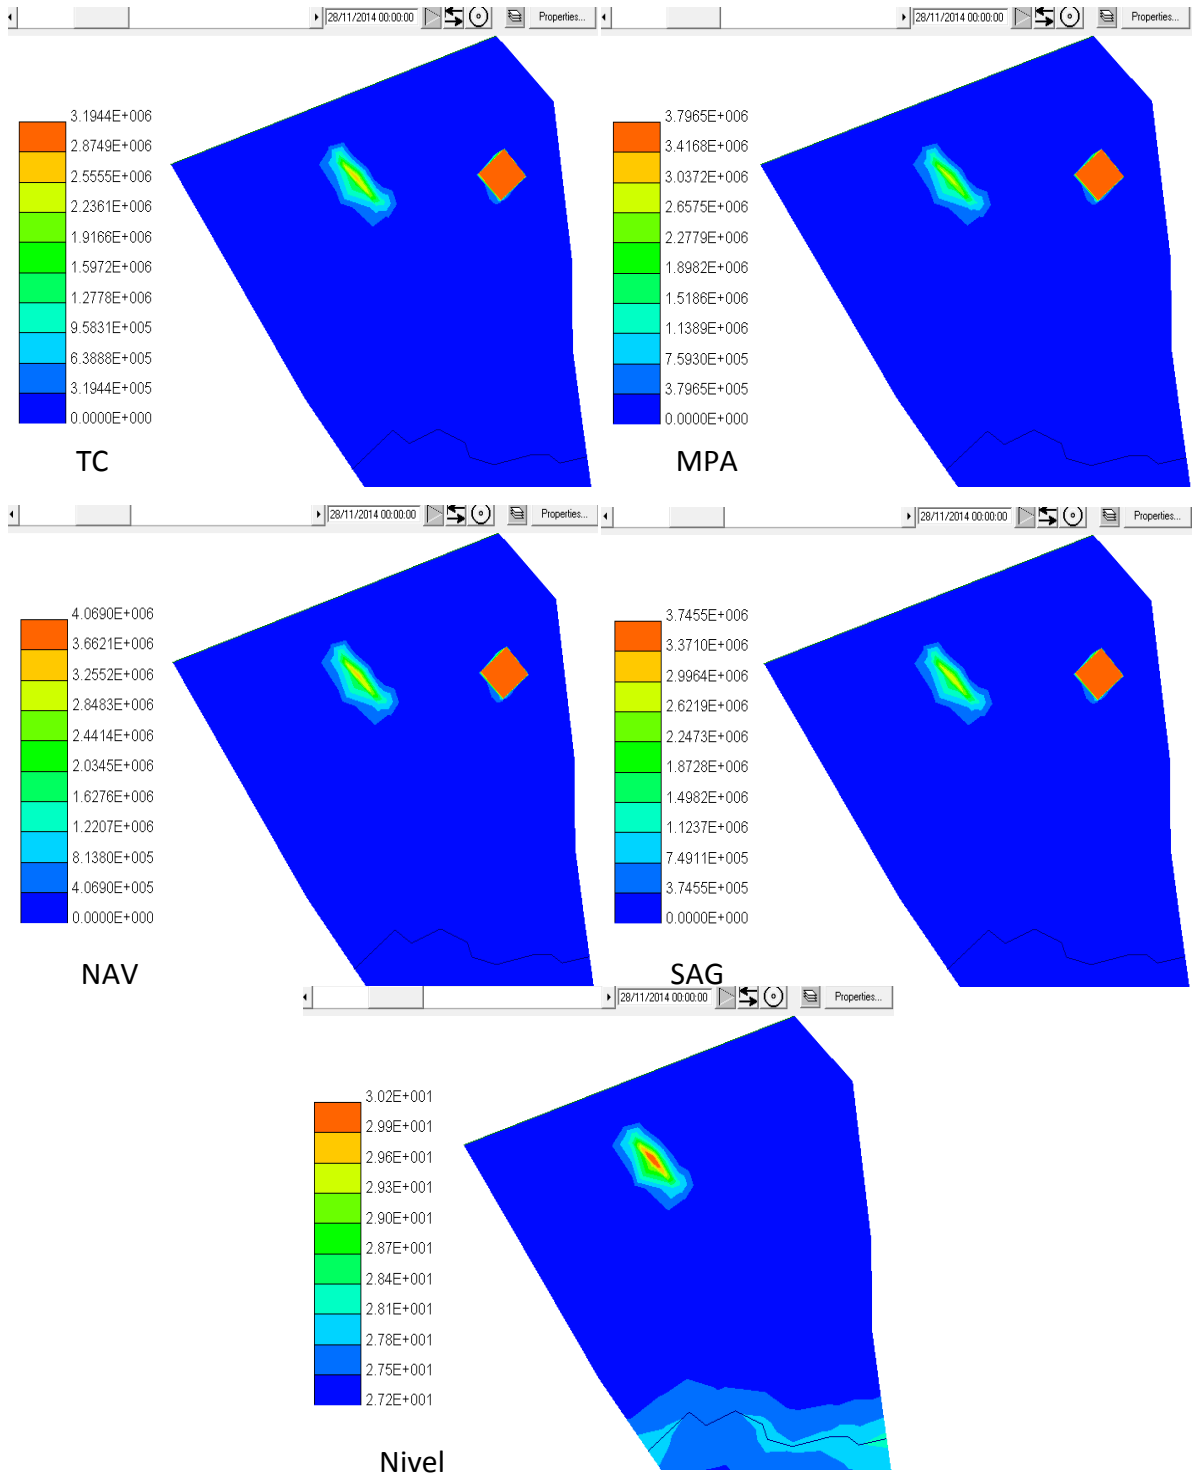 28/11/2014 00:00:00 Properties...
28/11/2014 00:00:00 Properties...
3.1944E+006
2.8749E+006
2.5555E+006
2.2361E+006
1.9166E+006
1.5972E+006
1.2778E+006
9.5831E+005
6.3888E+005
3.1944E+005
0.0000E+000
TC
3.7965E+006
3.4168E+006
3.0372E+006
2.6575E+006
2.2779E+006
1.8982E+006
1.5186E+006
1.1389E+006
7.5930E+005
3.7965E+005
0.0000E+000
MPA
28/11/2014 00:00:00 Properties...
28/11/2014 00:00:00 Properties...
4.0690E+006
3.6621E+006
3.2552E+006
2.8483E+006
2.4414E+006
2.0345E+006
1.6276E+006
1.2207E+006
8.1380E+005
4.0690E+005
0.0000E+000
NAV
3.7455E+006
3.3710E+006
2.9964E+006
2.6219E+006
2.2473E+006
1.8728E+006
1.4982E+006
1.1237E+006
7.4911E+005
3.7455E+005
0.0000E+000
SAG
28/11/2014 00:00:00 Properties...
3.02E+001
2.99E+001
2.96E+001
2.93E+001
2.90E+001
2.87E+001
2.84E+001
2.81E+001
2.78E+001
2.75E+001
2.72E+001
Nivel